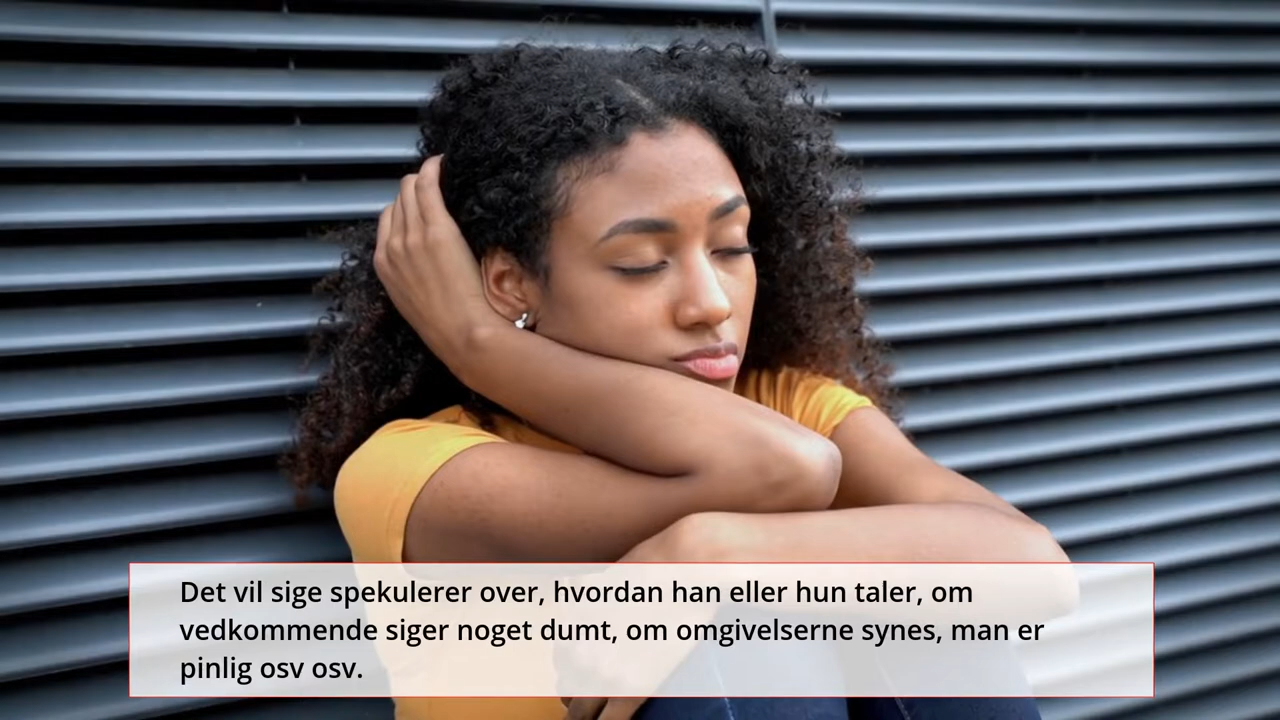 Det vil sige spekulerer over, hvordan han eller hun taler, om
vedkommende siger noget dumt, om omgivelserne synes, man er
pinlig osv osv.